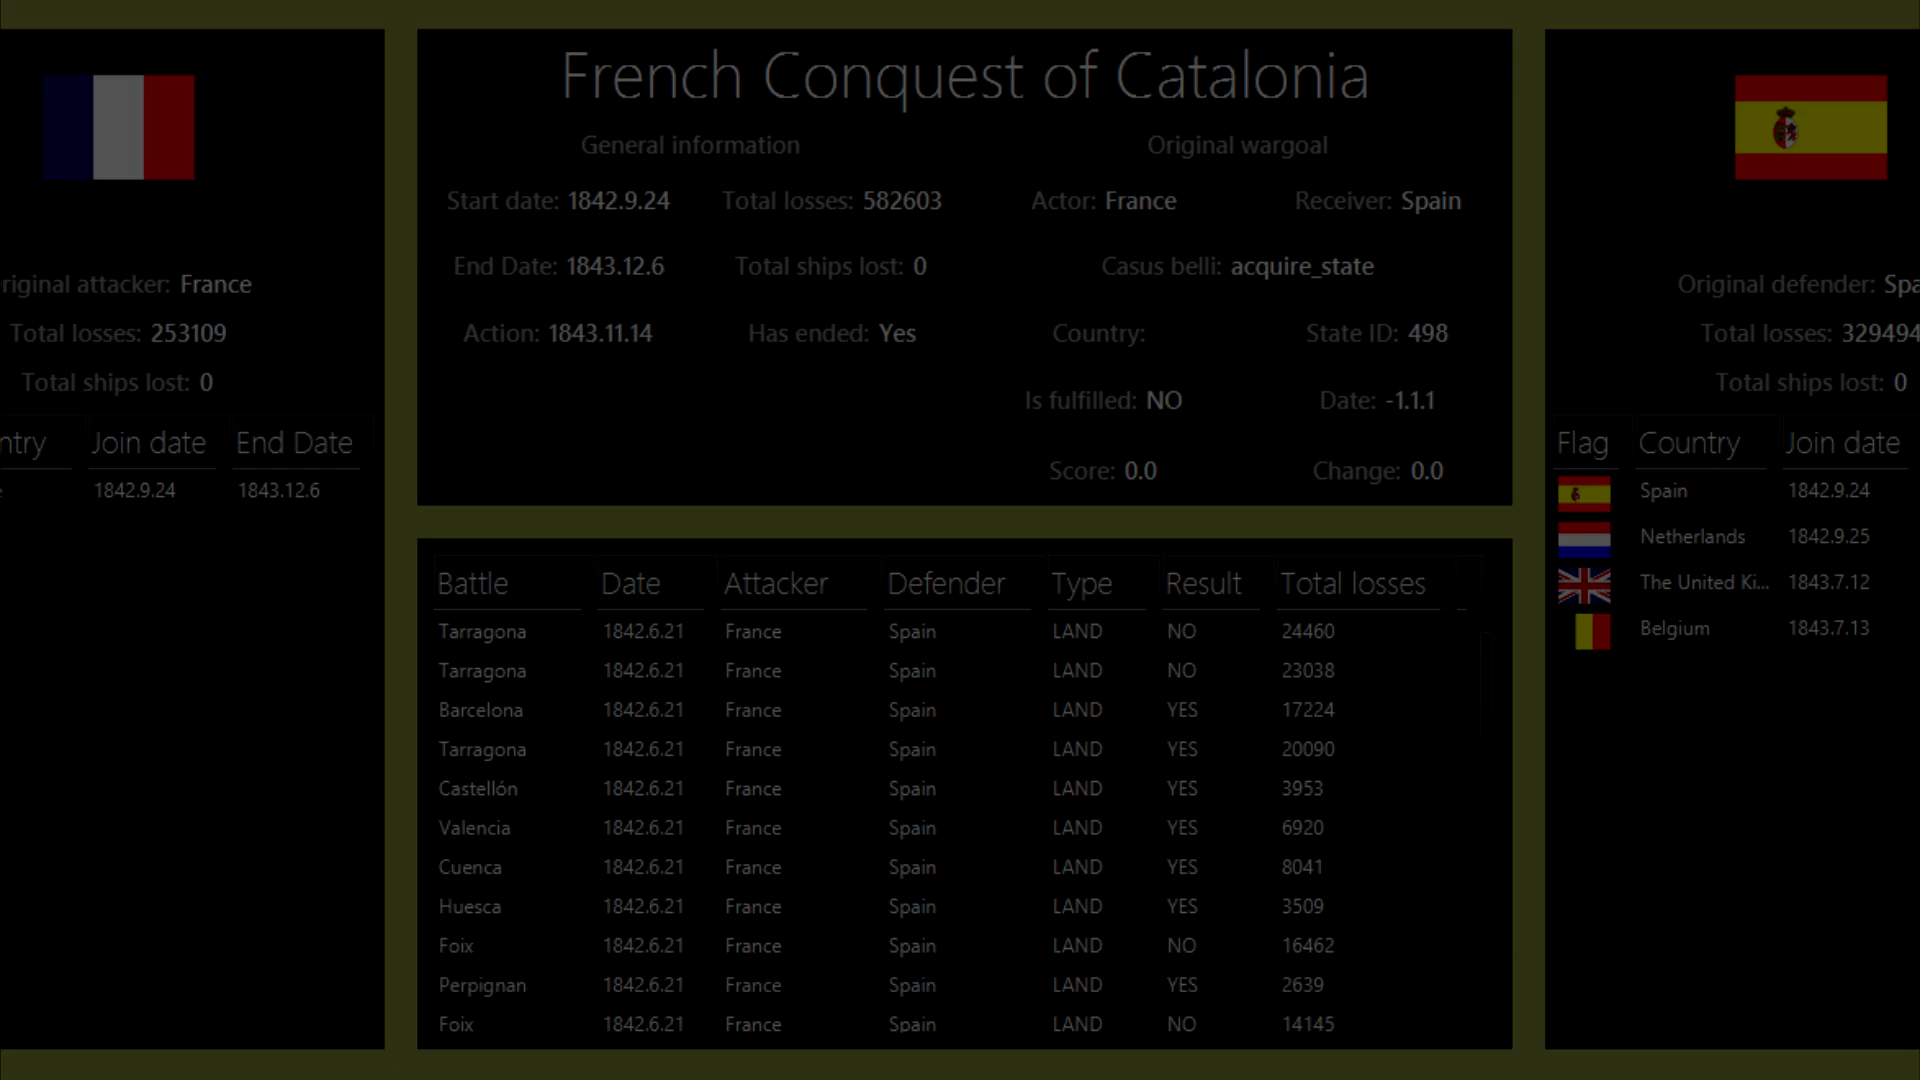 French Conquest of Catalonia
General information
Original wargoal
Start date: 1842.9.24
Total losses: 582603
Actor: France
Receiver: Spain
End Date: 1843.12.6
Total ships lost: 0
Casus belli: acquire_state
Action: 1843.11.14
Has ended: Yes
Country:
State ID: 498
Is fulfilled: NO
Date: -1.1.1
Score: 0.0
Change: 0.0
riginal attacker: France
Total losses: 253109
Total ships lost: 0
ntry Join date End Date
e 1842.9.24 1843.12.6
Battle Date Attacker Defender Type Result Total losses
Tarragona 1842.6.21 France Spain LAND NO 24460
Tarragona 1842.6.21 France Spain LAND NO 23038
Barcelona 1842.6.21 France Spain LAND YES 17224
Tarragona 1842.6.21 France Spain LAND YES 20090
Castellón 1842.6.21 France Spain LAND YES 3953
Valencia 1842.6.21 France Spain LAND YES 6920
Cuenca 1842.6.21 France Spain LAND YES 8041
Huesca 1842.6.21 France Spain LAND YES 3509
Foix 1842.6.21 France Spain LAND NO 16462
Perpignan 1842.6.21 France Spain LAND YES 2639
Foix 1842.6.21 France Spain LAND NO 14145
Original defender: Spa
Total losses: 329494
Total ships lost: 0
Flag Country Join date
Spain 1842.9.24
Netherlands 1842.9.25
The United Ki... 1843.7.12
Belgium 1843.7.13